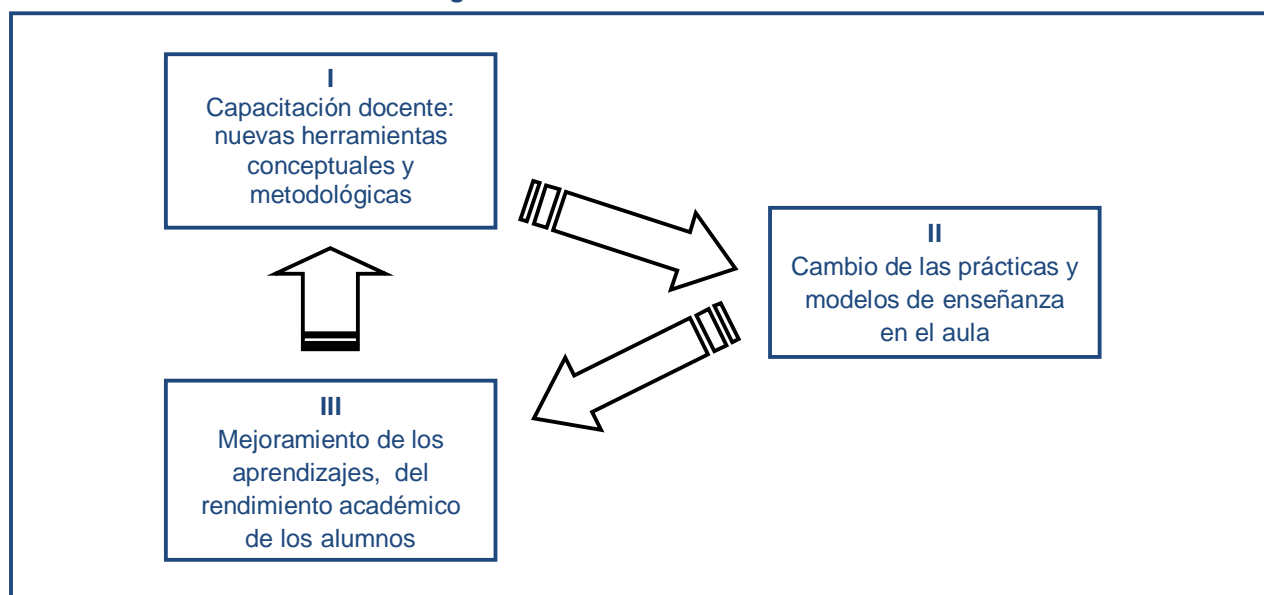 I
Capacitación docente:
nuevas herramientas
conceptuales y
metodológicas
II
Cambio de las prácticas y
modelos de enseñanza
en el aula
III
Mejoramiento de los
aprendizajes, del
rendimiento académico
de los alumnos